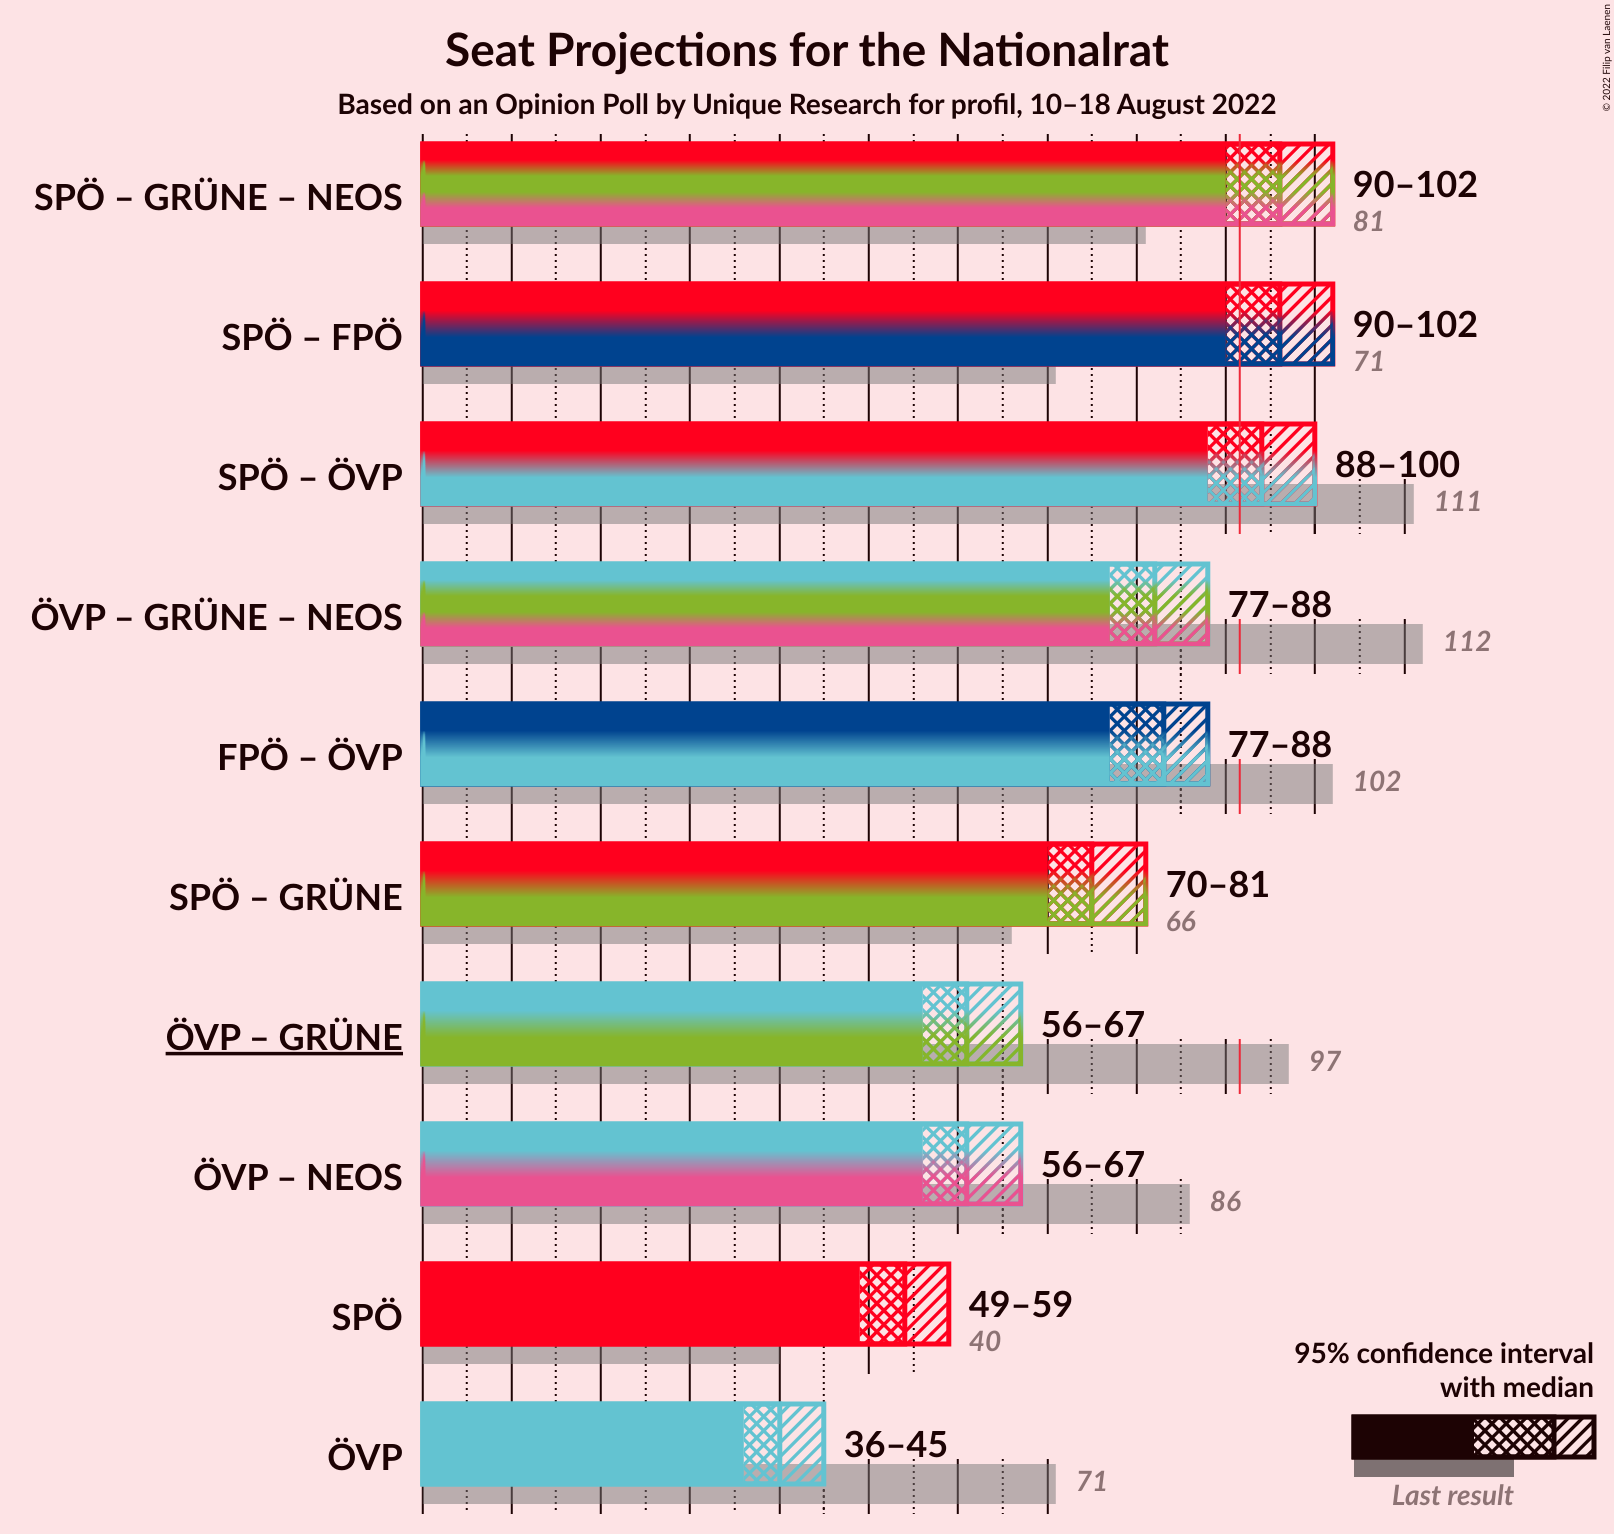 Seat Projections for the Nationalrat
Based on an Opinion Poll by Unique Research for profil, 10–18 August 2022
© 2022 Filip van Laenen
SPÖ – GRÜNE – NEOS
90–102
81
SPÖ – FPÖ
90–102
71
SPÖ – ÖVP
88–100
111
ÖVP – GRÜNE – NEOS
77–88
112
FPÖ – ÖVP
77–88
102
SPÖ – GRÜNE
70–81
66
ÖVP – GRÜNE
56–67
97
ÖVP – NEOS
56–67
86
SPÖ
49–59
40
ÖVP
36–45
71
95% confidence interval
with median
Last result